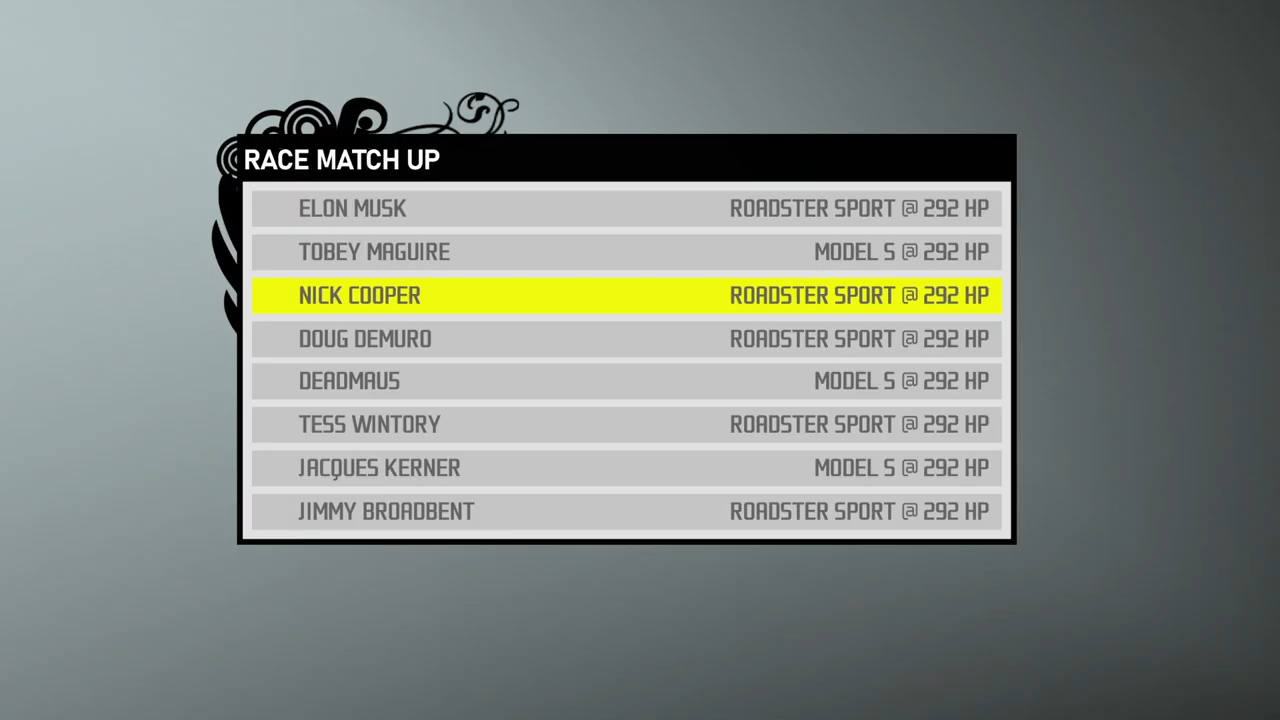 RACE MATCH UP
ELON MUSK ROADSTER SPORT @ 292 HP
TOBEY MAGUIRE MODEL S @ 292 HP
NICK COOPER ROADSTER SPORT @ 292 HP
DOUG DEMURO ROADSTER SPORT @ 292 HP
DEADMAU5 MODEL S @ 292 HP
TESS WINTORY ROADSTER SPORT @ 292 HP
JACQUES KERNER MODEL S @ 292 HP
JIMMY BROADBENT ROADSTER SPORT @ 292 HP